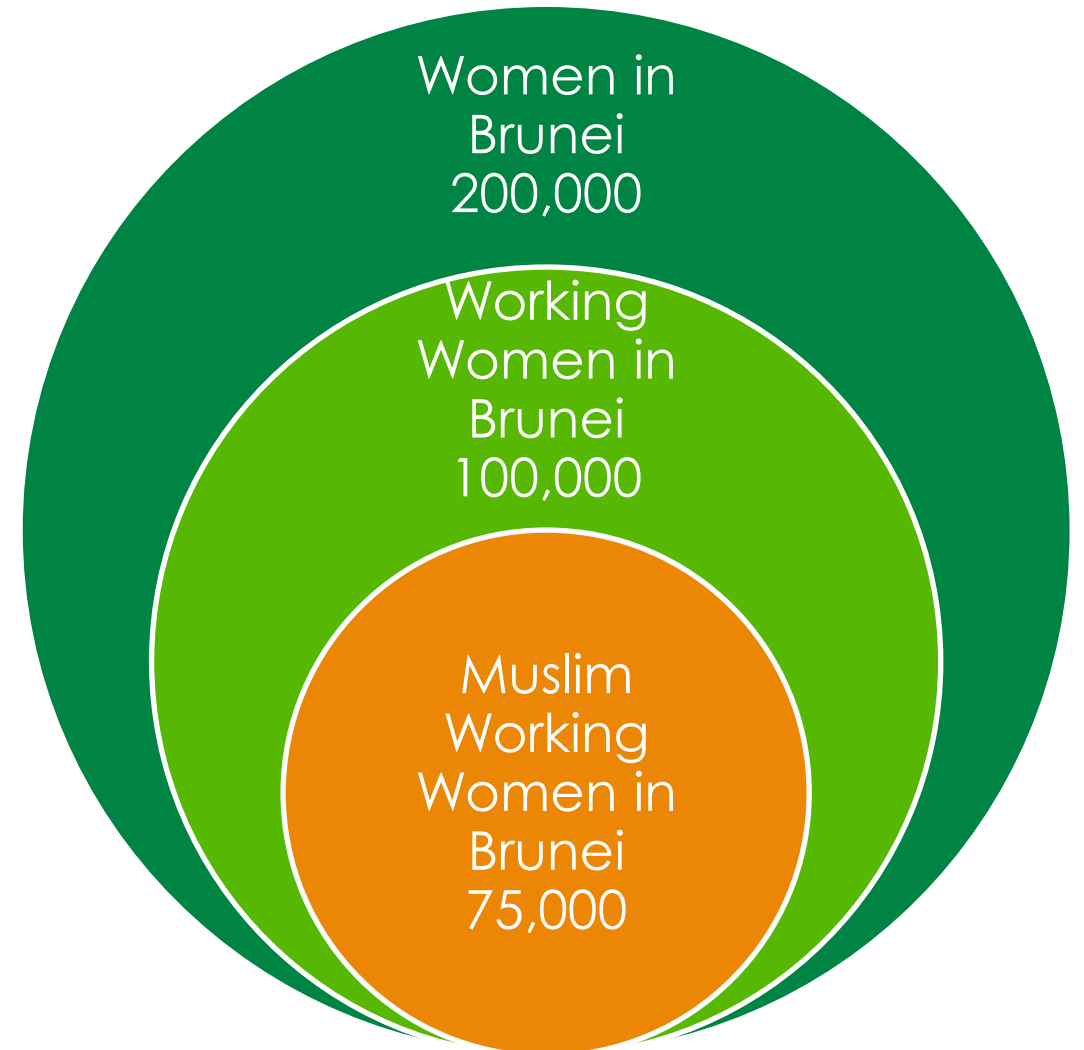 Women in
Brunei
200,000
Working
Women in
Brunei
100,000
Muslim
Working
Women in
Brunei
75,000